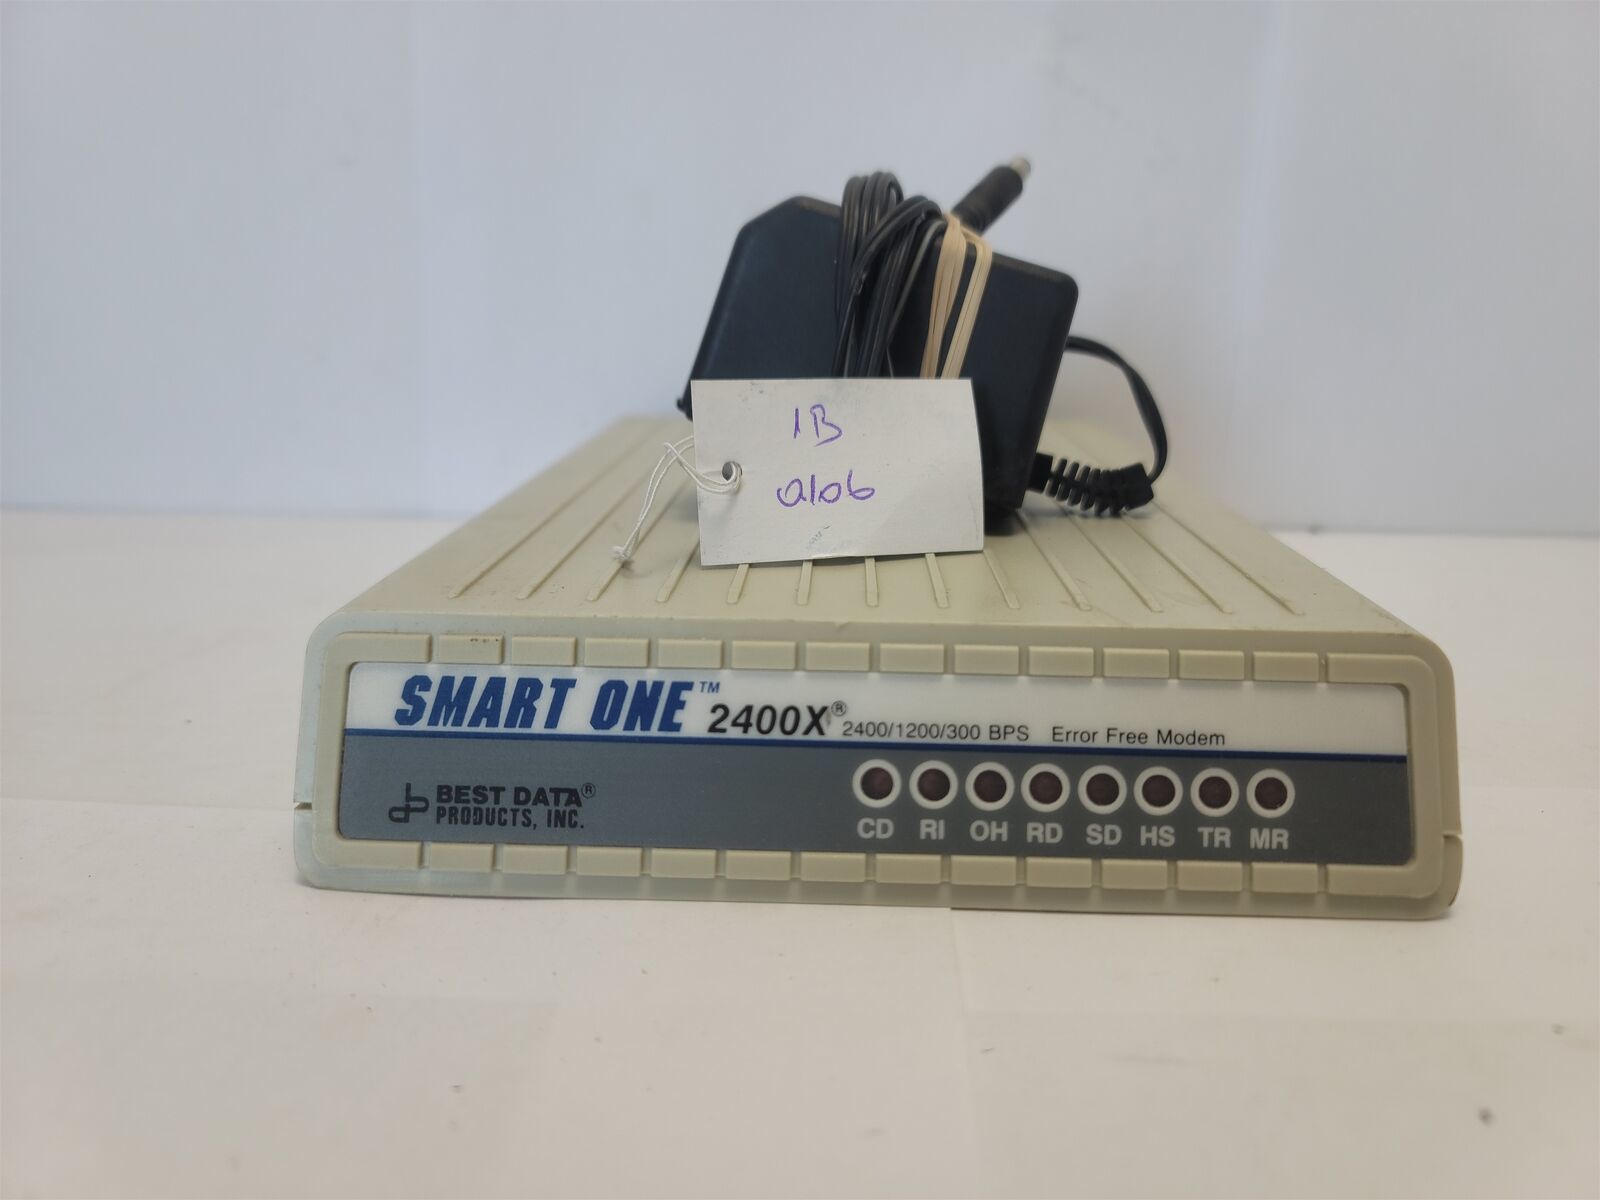 1B
a106
SMART ONE™ 2400X® 2400/1200/300 BPS Error Free Modem
BEST DATA®
PRODUCTS, INC.
CD RI OH RD SD HS TR MR